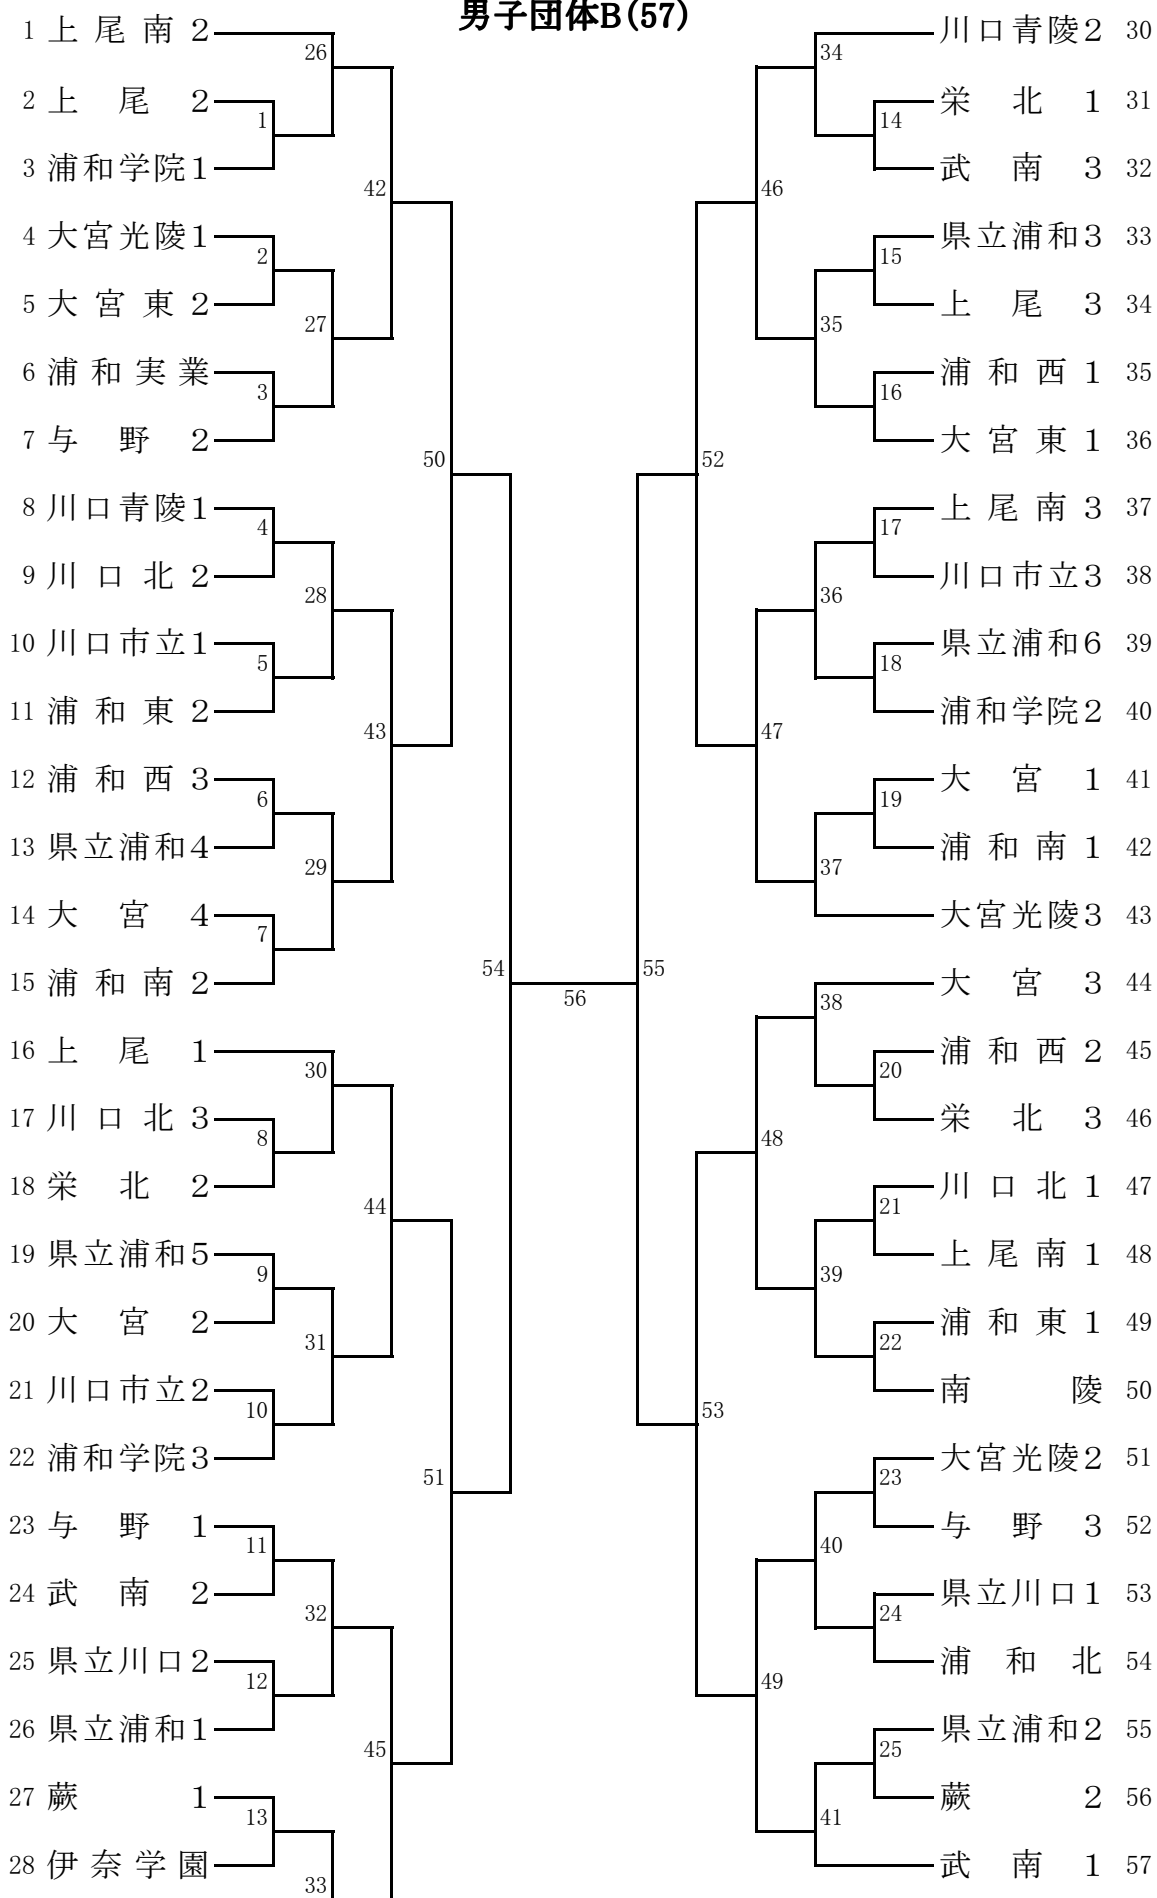 男子団体B(57)
1 上尾南2
2 上尾2
3 浦和学院1
4 大宮光陵1
5 大宮東2
6 浦和実業
7 与野2
8 川口青陵1
9 川口北2
10 川口市立1
11 浦和東2
12 浦和西3
13 県立浦和4
14 大宮4
15 浦和南2
16 上尾1
17 川口北3
18 栄北2
19 県立浦和5
20 大宮2
21 川口市立2
22 浦和学院3
23 与野1
24 武南2
25 県立川口2
26 県立浦和1
27 蕨1
28 伊奈学園
1
2
3
4
5
6
7
8
9
10
11
12
13
26
27
28
29
30
31
32
33
42
43
44
45
50
51
54
56
55
52
53
46
47
48
49
34
35
36
37
38
39
40
41
14
15
16
17
18
19
20
21
22
23
24
25
川口青陵2 30
栄北1 31
武南3 32
県立浦和3 33
上尾3 34
浦和西1 35
大宮東1 36
上尾南3 37
川口市立3 38
県立浦和6 39
浦和学院2 40
大宮1 41
浦和南1 42
大宮光陵3 43
大宮3 44
浦和西2 45
栄北3 46
川口北1 47
上尾南1 48
浦和東1 49
南陵 50
大宮光陵2 51
与野3 52
県立川口1 53
浦和北 54
県立浦和2 55
蕨2 56
武南1 57